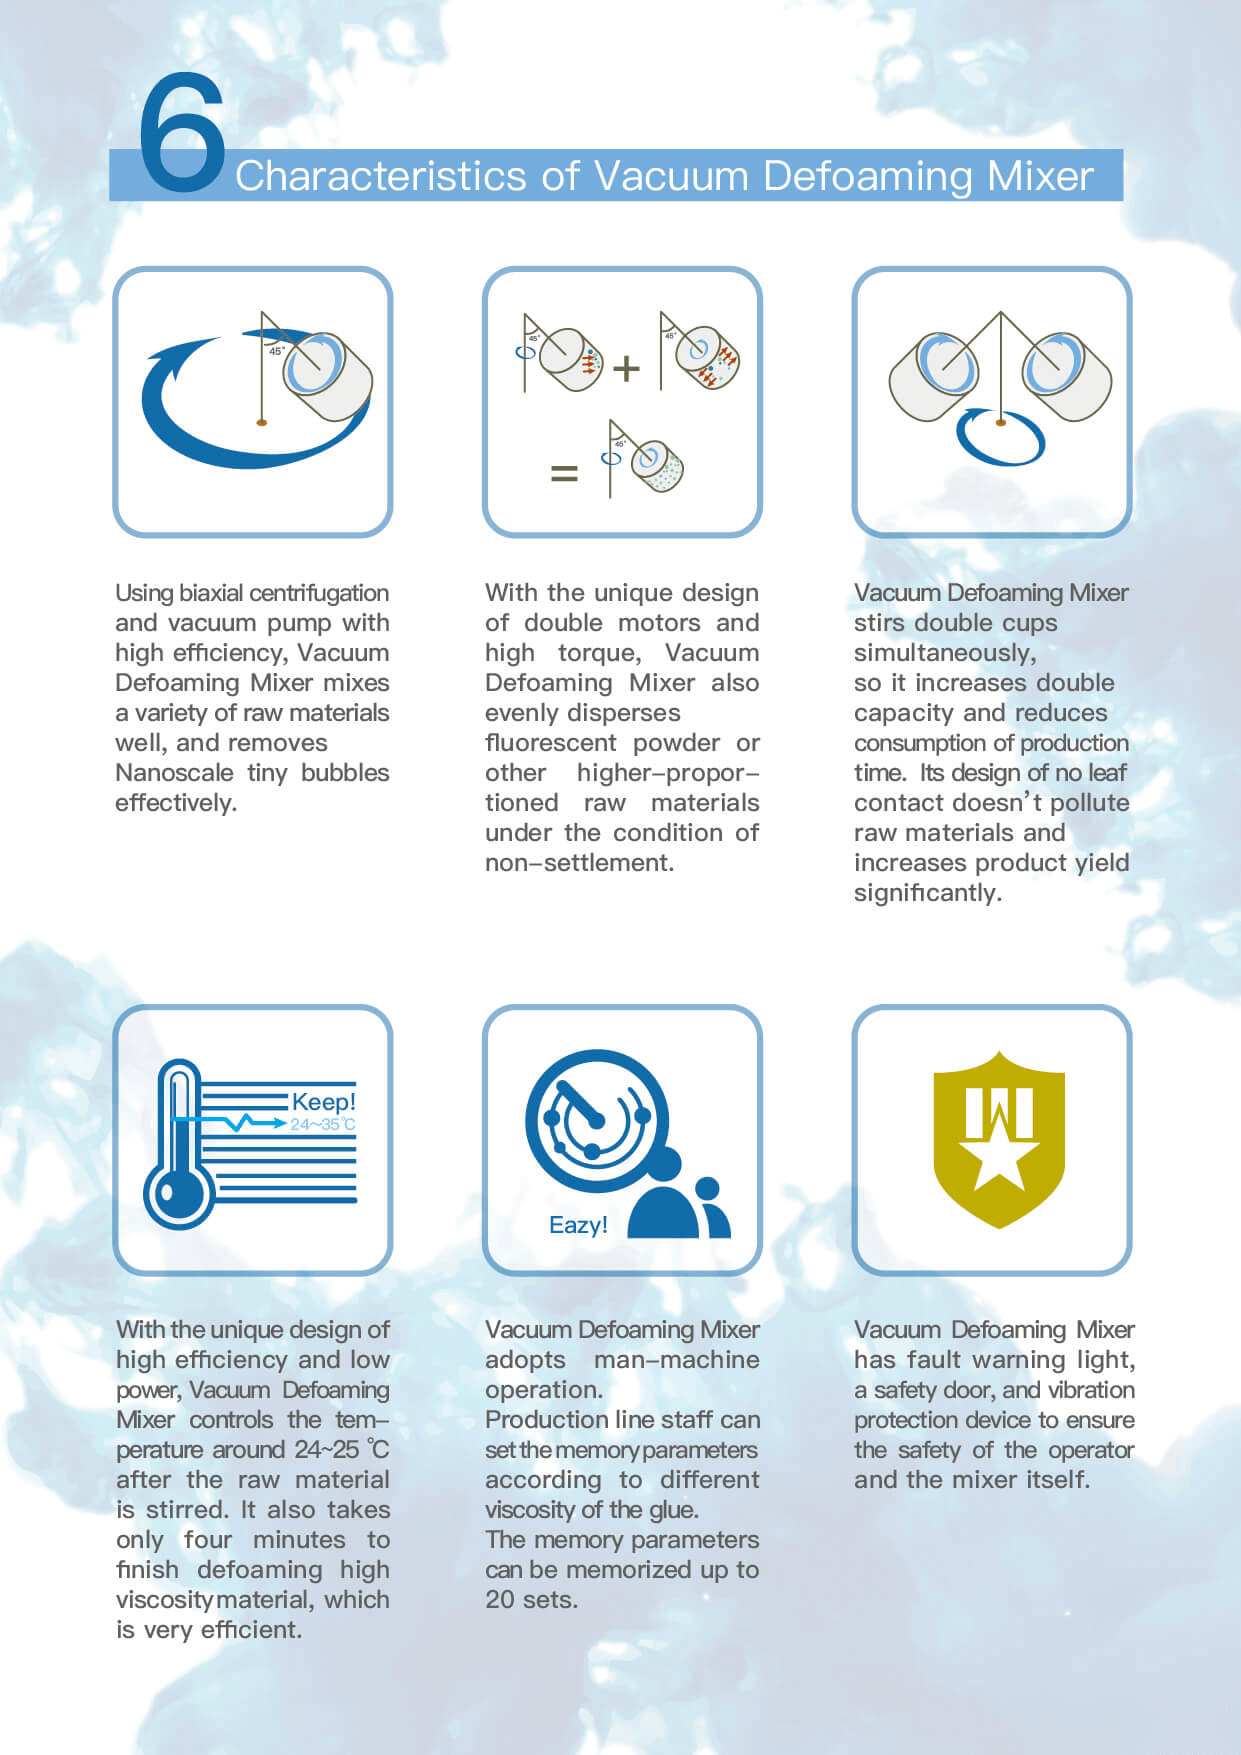 6
Characteristics of Vacuum Defoaming Mixer
45°
45°
+
45°
=
45°
Using biaxial centrifugation
and vacuum pump with
high efficiency, Vacuum
Defoaming Mixer mixes
a variety of raw materials
well, and removes
Nanoscale tiny bubbles
effectively.
With the unique design
of double motors and
high torque, Vacuum
Defoaming Mixer also
evenly disperses
fluorescent powder or
other higher-propor-
tioned raw materials
under the condition of
non-settlement.
Vacuum Defoaming Mixer
stirs double cups
simultaneously,
so it increases double
capacity and reduces
consumption of production
time. Its design of no leaf
contact doesn't pollute
raw materials and
increases product yield
significantly.
Keep!
24~35℃
Eazy!
With the unique design of
high efficiency and low
power, Vacuum Defoaming
Mixer controls the tem-
perature around 24~25 ℃
after the raw material
is stirred. It also takes
only four minutes to
finish defoaming high
viscosity material, which
is very efficient.
Vacuum Defoaming Mixer
adopts man-machine
operation.
Production line staff can
set the memory parameters
according to different
viscosity of the glue.
The memory parameters
can be memorized up to
20 sets.
Vacuum Defoaming Mixer
has fault warning light,
a safety door, and vibration
protection device to ensure
the safety of the operator
and the mixer itself.